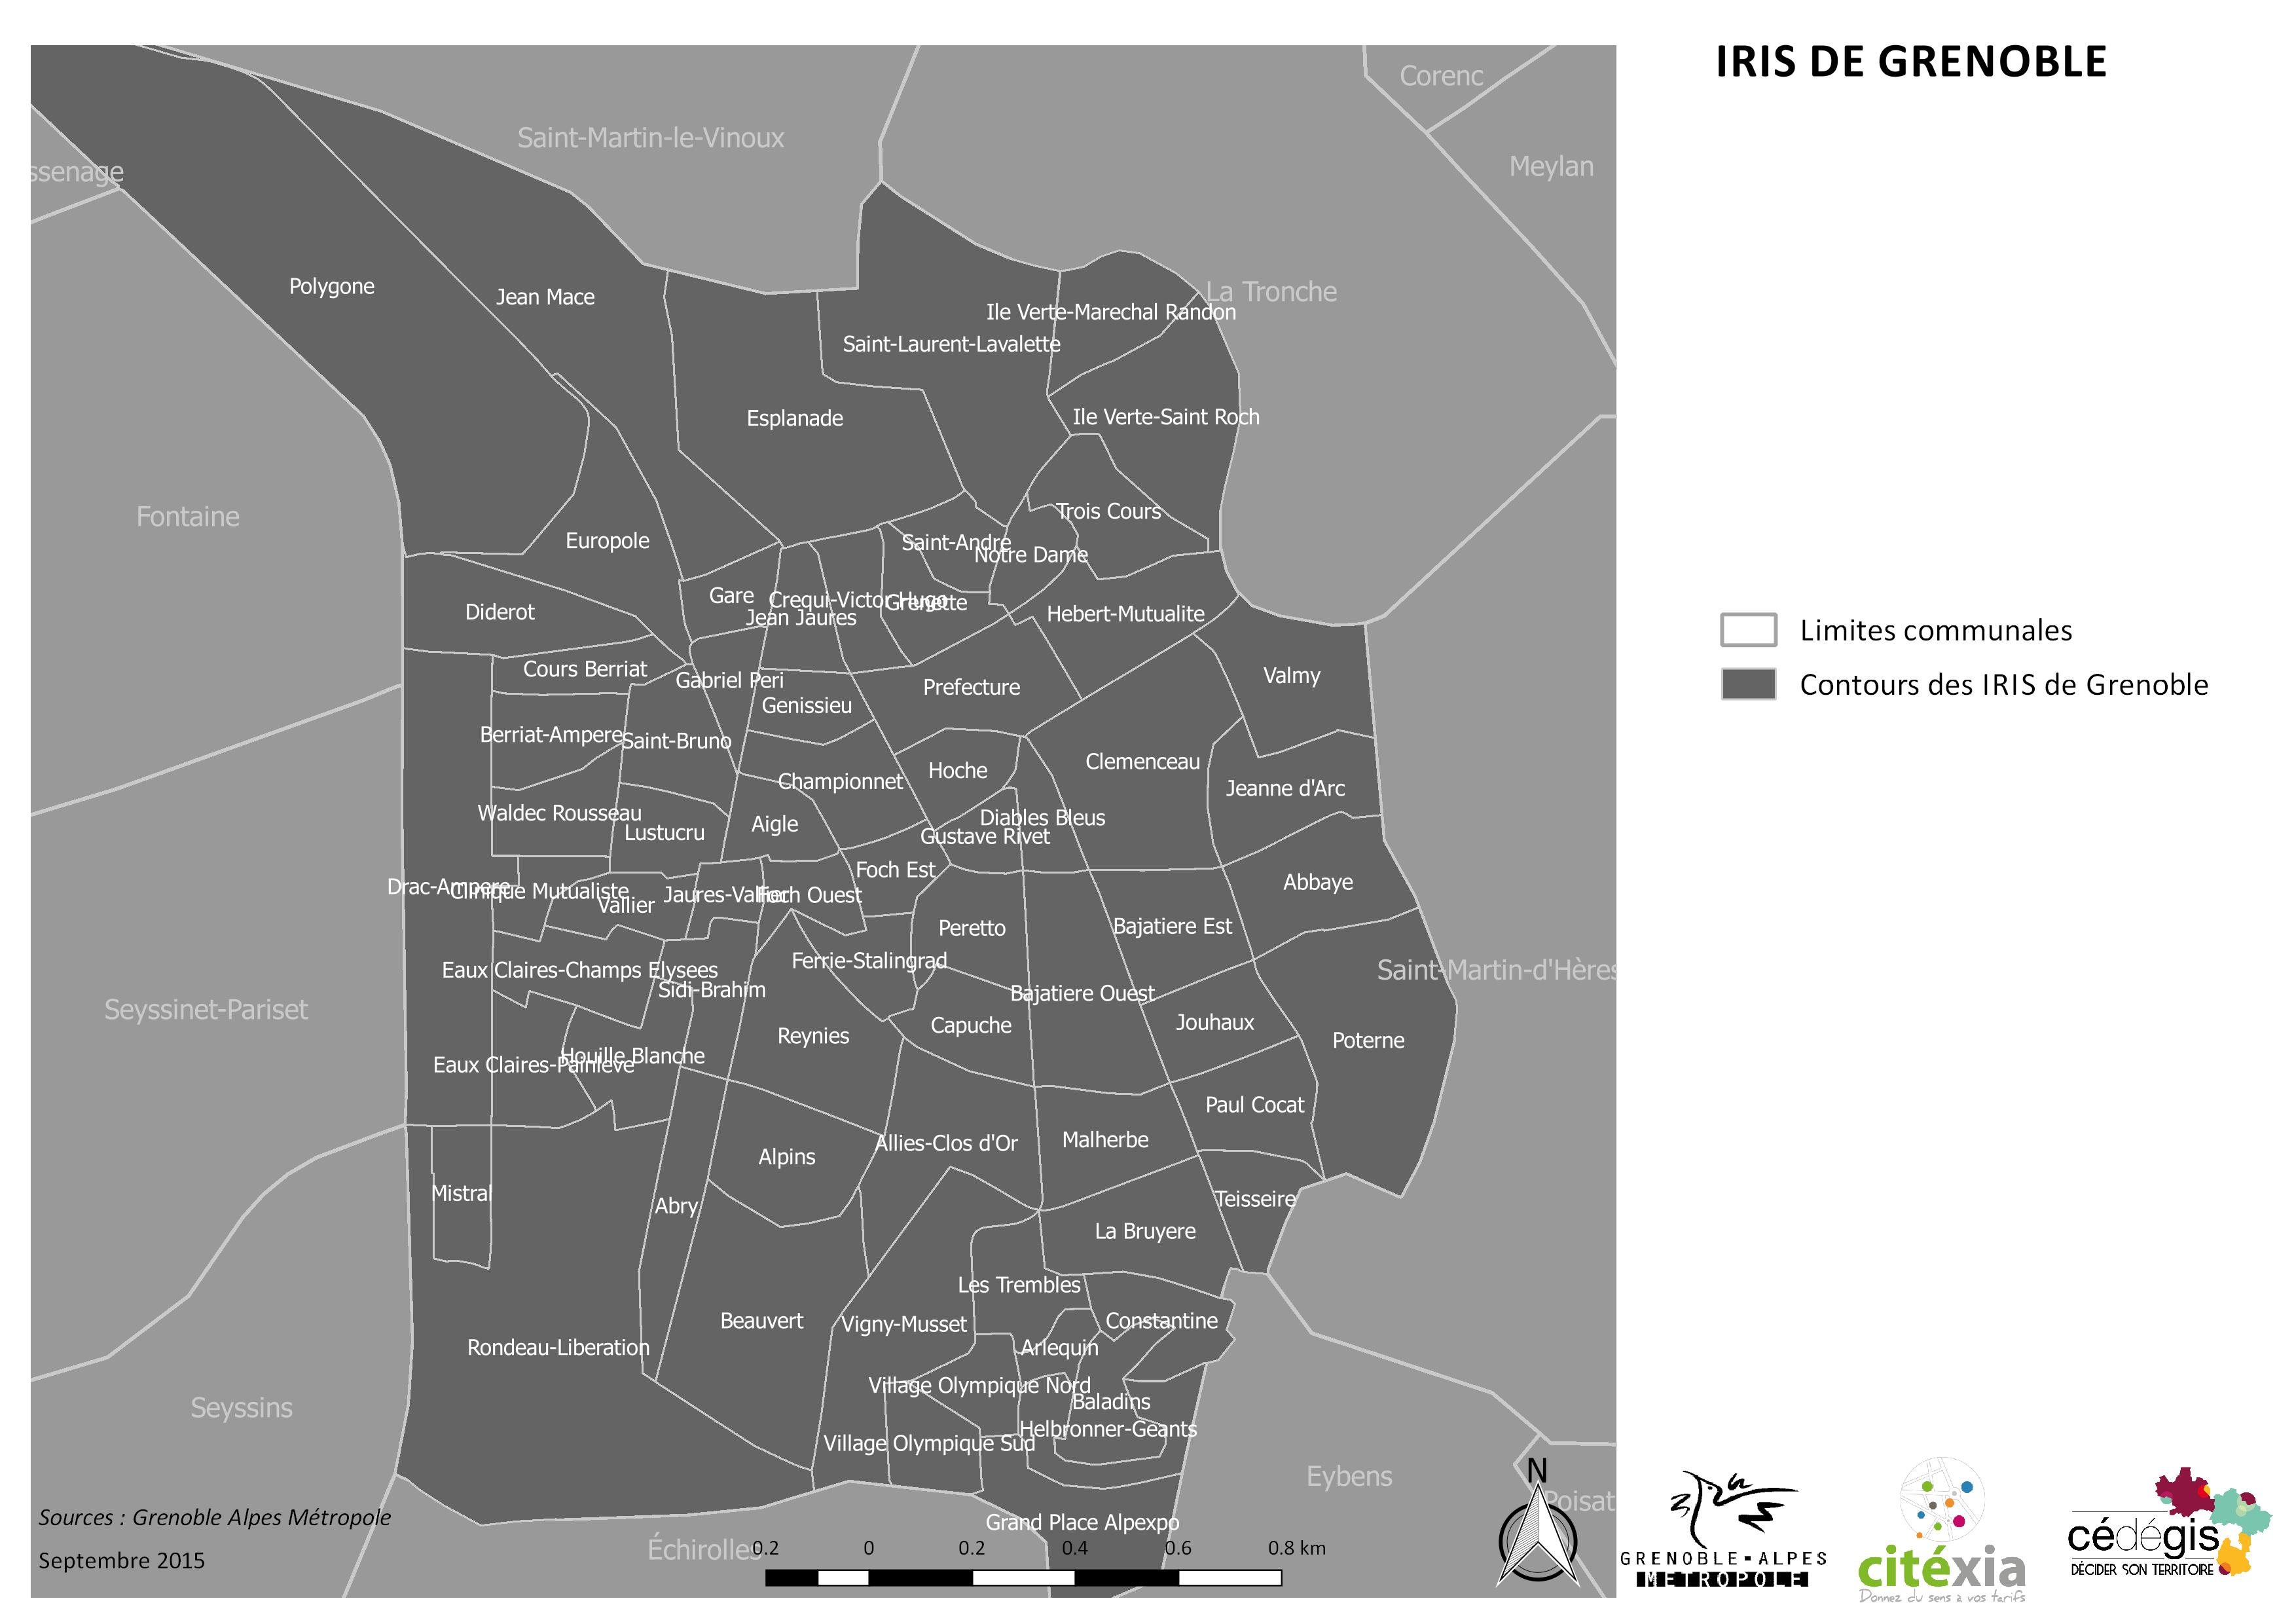 IRIS DE GRENOBLE
Corenc
Saint-Martin-le-Vinoux
Meylan
ssenage
Polygone
La Tronche
Jean Mace
Ile Verte-Marechal Randon
Saint-Laurent-Lavalette
Esplanade
Ile Verte-Saint Roch
Fontaine
Trois Cours
Europole
Saint-Andre
Notre Dame
Gare
Crequi-Victor Hugo
Grenette
Diderot
Jean Jaures
Hebert-Mutualite
Limites communales
Cours Berriat
Gabriel Peri
Valmy
Contours des IRIS de Grenoble
Prefecture
Genissieu
Berriat-Ampere
Saint-Bruno
Clemenceau
Hoche
Championnet
Jeanne d'Arc
Waldec Rousseau
Lustucru
Aigle
Diables Bleus
Gustave Rivet
Foch Est
Abbaye
Drac-Ampere
Clinique Mutualiste
Vallier
Jaures-Vallier
Foch Ouest
Peretto
Bajatiere Est
Ferrie-Stalingrad
Eaux Claires-Champs Elysees
Saint-Martin-d'Hères
Sidi-Brahim
Bajatiere Ouest
Seyssinet-Pariset
Reynies
Capuche
Jouhaux
Poterne
Houille Blanche
Eaux Claires-Painleve
Paul Cocat
Alpins
Allies-Clos d'Or
Malherbe
Mistral
Abry
Teisseire
La Bruyere
Les Trembles
Beauvert
Vigny-Musset
Constantine
Rondeau-Liberation
Arlequin
Village Olympique Nord
Seyssins
Baladins
Helbronner-Geants
Village Olympique Sud
Eybens
N
Poisat
Sources : Grenoble Alpes Métropole
Grand Place Alpexpo
Échirolles
0.2 0 0.2 0.4 0.6 0.8 km
Septembre 2015
GRENOBLE-ALPES
METROPOLE
citéxia
Donnez du sens à vos tarifs
cédégis
DÉCIDER SON TERRITOIRE